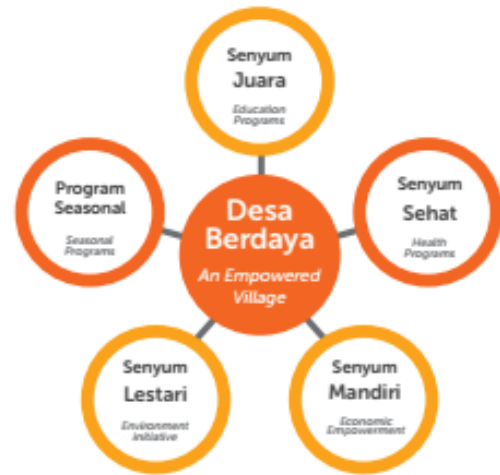 Senyum
Juara
Education
Programs
Program
Seasonal
Seasonal
Programs
Desa
Berdaya
An Empowered
Village
Senyum
Sehat
Health
Programs
Senyum
Lestari
Environment
Initiative
Senyum
Mandiri
Economic
Empowerment